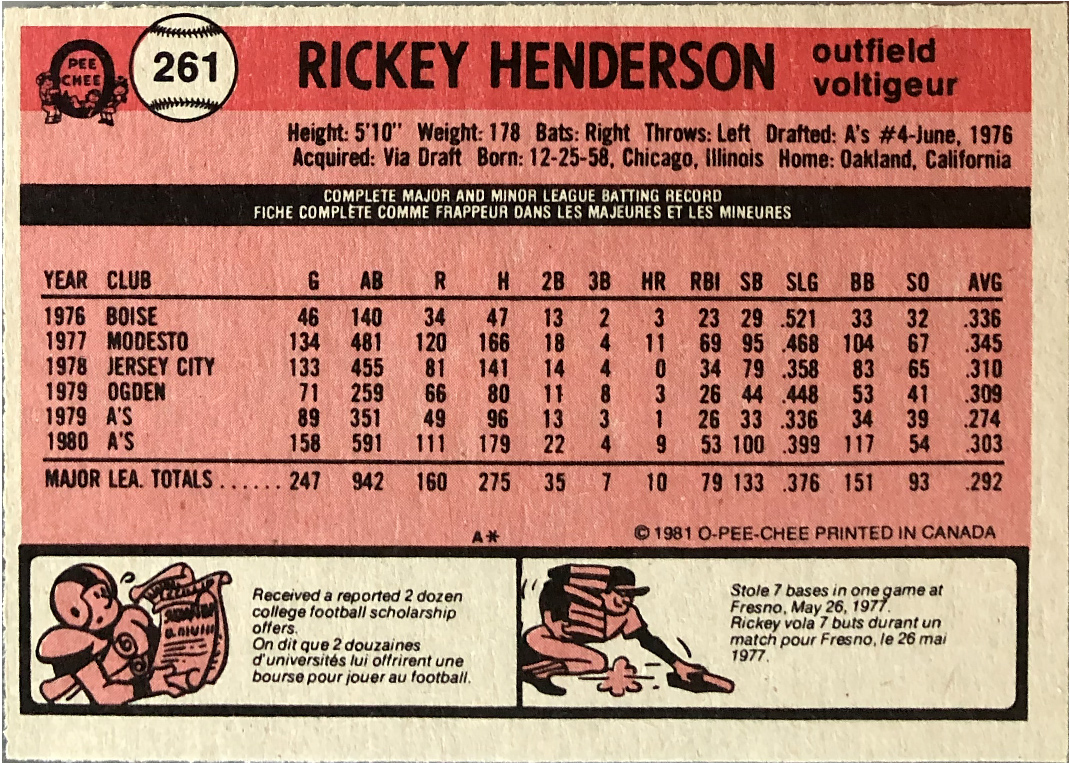 PEE
CHEE
261
RICKEY HENDERSON
outfield
voltigeur
Height: 5'10" Weight: 178 Bats: Right Throws: Left Drafted: A's #4-June, 1976
Acquired: Via Draft Born: 12-25-58, Chicago, Illinois Home: Oakland, California
COMPLETE MAJOR AND MINOR LEAGUE BATTING RECORD
FICHE COMPLÈTE COMME FRAPPEUR DANS LES MAJEURES ET LES MINEURES
YEAR CLUB G AB R H 2B 3B HR RBI SB SLG BB SO AVG
1976 BOISE 46 140 34 47 13 2 3 23 29 .521 33 32 .336
1977 MODESTO 134 481 120 166 18 4 11 69 95 .468 104 67 .345
1978 JERSEY CITY 133 455 81 141 14 4 0 34 79 .358 83 65 .310
1979 OGDEN 71 259 66 80 11 8 3 26 44 .448 53 41 .309
1979 A'S 89 351 49 96 13 3 1 26 33 .336 34 39 .274
1980 A'S 158 591 111 179 22 4 9 53 100 .399 117 54 .303
MAJOR LEA. TOTALS ...... 247 942 160 275 35 7 10 79 133 .376 151 93 .292
A* © 1981 O-PEE-CHEE PRINTED IN CANADA
Received a reported 2 dozen
college football scholarship
offers.
On dit que 2 douzaines
d'universités lui offrirent une
bourse pour jouer au football.
Stole 7 bases in one game at
Fresno, May 26, 1977.
Rickey vola 7 buts durant un
match pour Fresno, le 26 mai
1977.